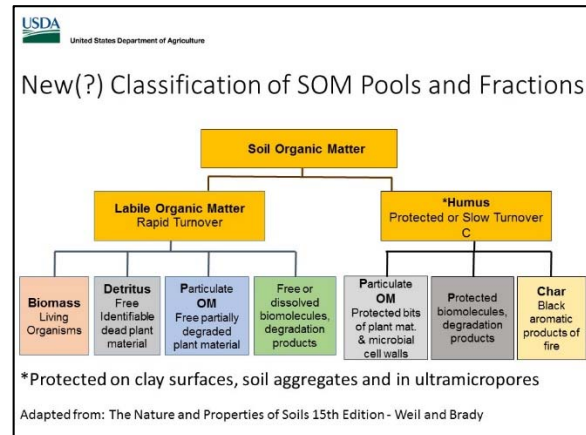 USDA
United States Department of Agriculture
New(?) Classification of SOM Pools and Fractions
Soil Organic Matter
Labile Organic Matter
Rapid Turnover
*Humus
Protected or Slow Turnover
C
Biomass
Living
Organisms
Detritus
Free
Identifiable
dead plant
material
Particulate
OM
Free partially
degraded
plant material
Free or
dissolved
biomolecules,
degradation
products
Particulate
OM
Protected bits
of plant mat.
& microbial
cell walls
Protected
biomolecules,
degradation
products
Char
Black
aromatic
products of
fire
*Protected on clay surfaces, soil aggregates and in ultramicropores
Adapted from: The Nature and Properties of Soils 15th Edition - Weil and Brady